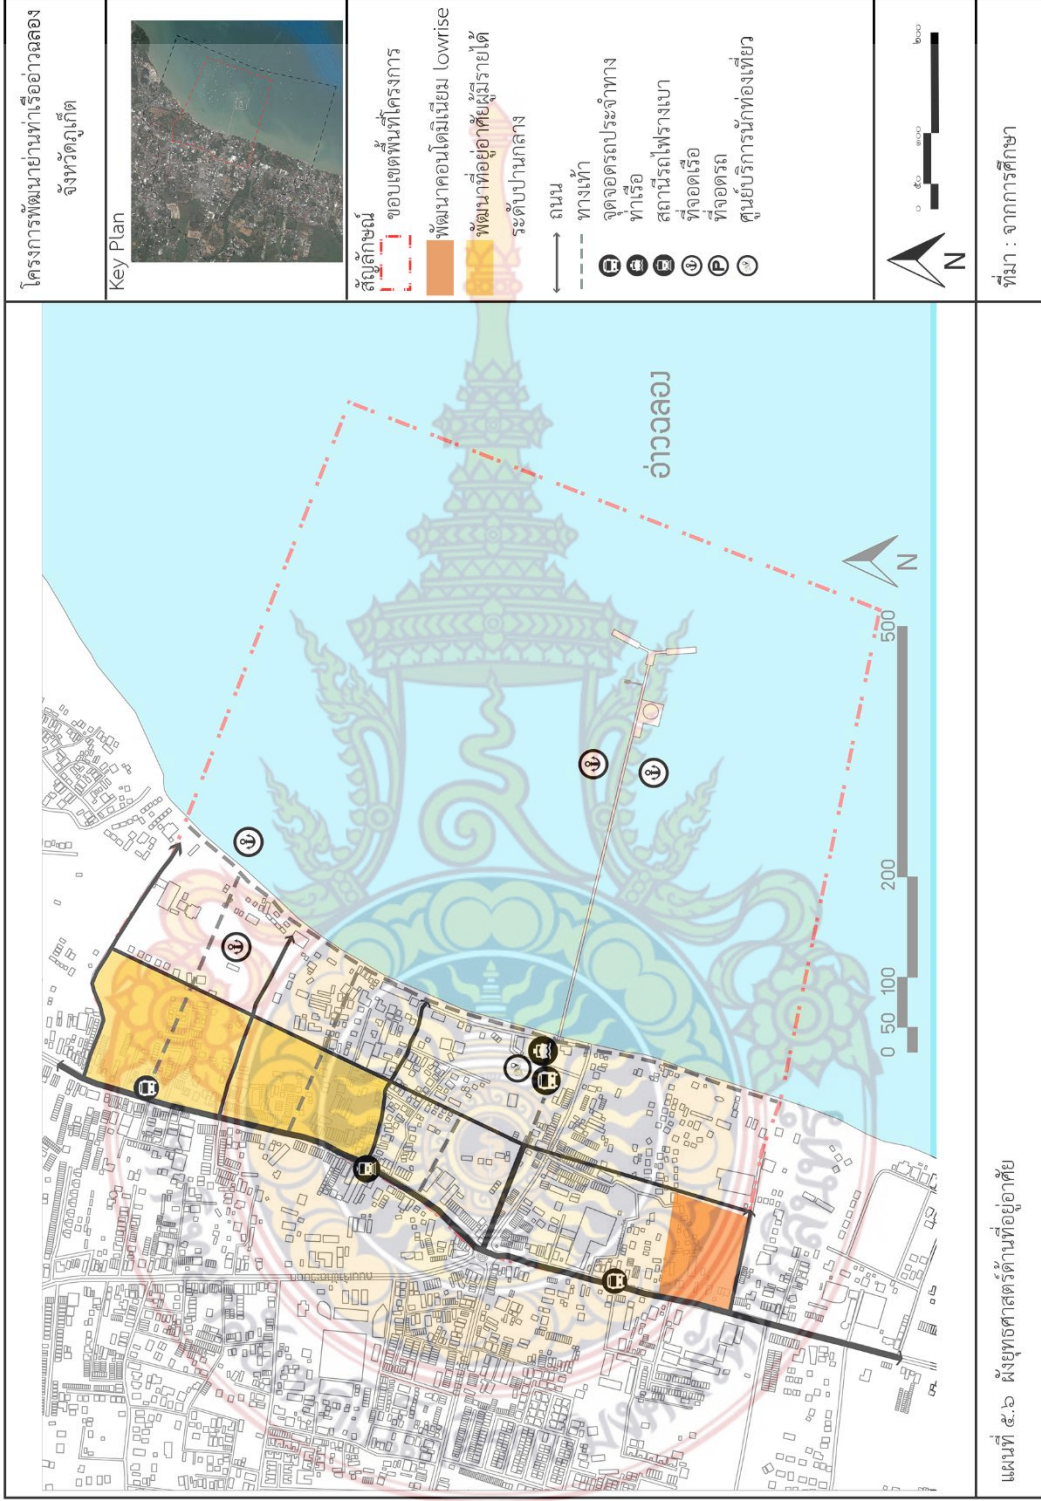 โครงการพัฒนาย่านท่าเรืออ่าวฉลอง
จังหวัดภูเก็ต
Key Plan
สัญลักษณ์
ขอบเขตพื้นที่โครงการ
พัฒนาคอนโดมิเนียม lowrise
พัฒนาที่อยู่อาศัยผู้มีรายได้
ระดับปานกลาง
ถนน
ทางเท้า
จุดจอดรถประจำทาง
ท่าเรือ
สถานีรถไฟรางเบา
ที่จอดเรือ
ที่จอดรถ
ศูนย์บริการนักท่องเที่ยว
๐ ๕๐ ๑๐๐ ๒๐๐
N
ที่มา : จากการศึกษา
อ่าวฉลอง
N
0 50 100 200 500
แผนที่ ๕.๖ ผังยุทธศาสตร์ด้านที่อยู่อาศัย